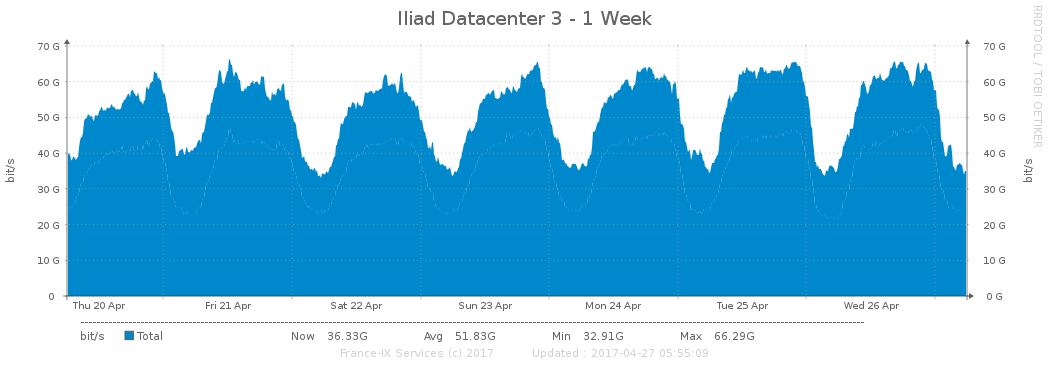 Iliad Datacenter 3 - 1 Week
RRDTOOL / TOBI OETIKER
70 G 70 G
60 G 60 G
50 G 50 G
40 G 40 G
30 G 30 G
20 G 20 G
10 G 10 G
0 0 G
bit/s bit/s
Thu 20 Apr Fri 21 Apr Sat 22 Apr Sun 23 Apr Mon 24 Apr Tue 25 Apr Wed 26 Apr
bit/s Total Now 36.33G Avg 51.83G Min 32.91G Max 66.29G
France-IX Services (c) 2017 Updated : 2017-04-27 05:55:09